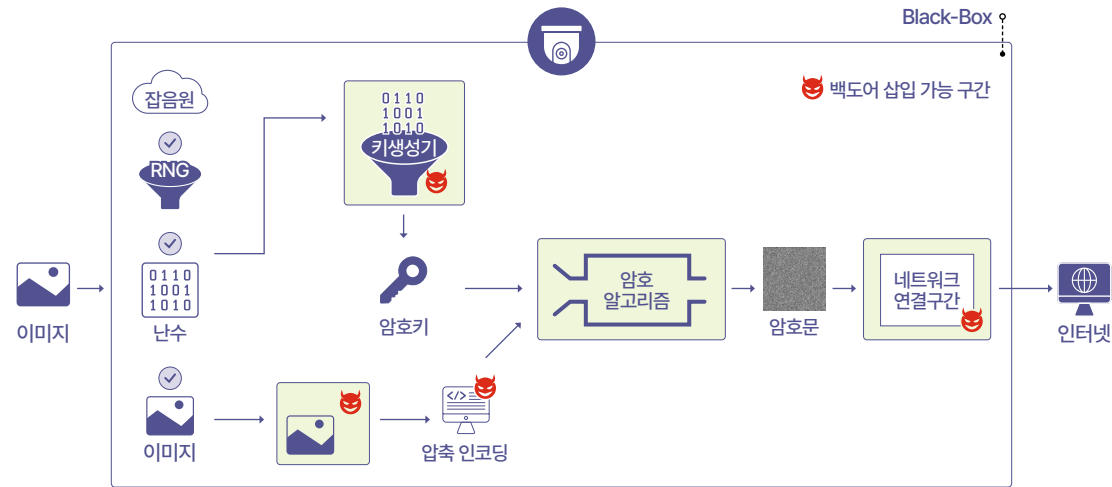 Black-Box
백도어 삽입 가능 구간
잡음원
RNG
0110
1001
1010
난수
0110
1001
1010
키생성기
암호키
이미지
이미지
압축 인코딩
</>
암호
알고리즘
암호문
네트워크
연결구간
인터넷